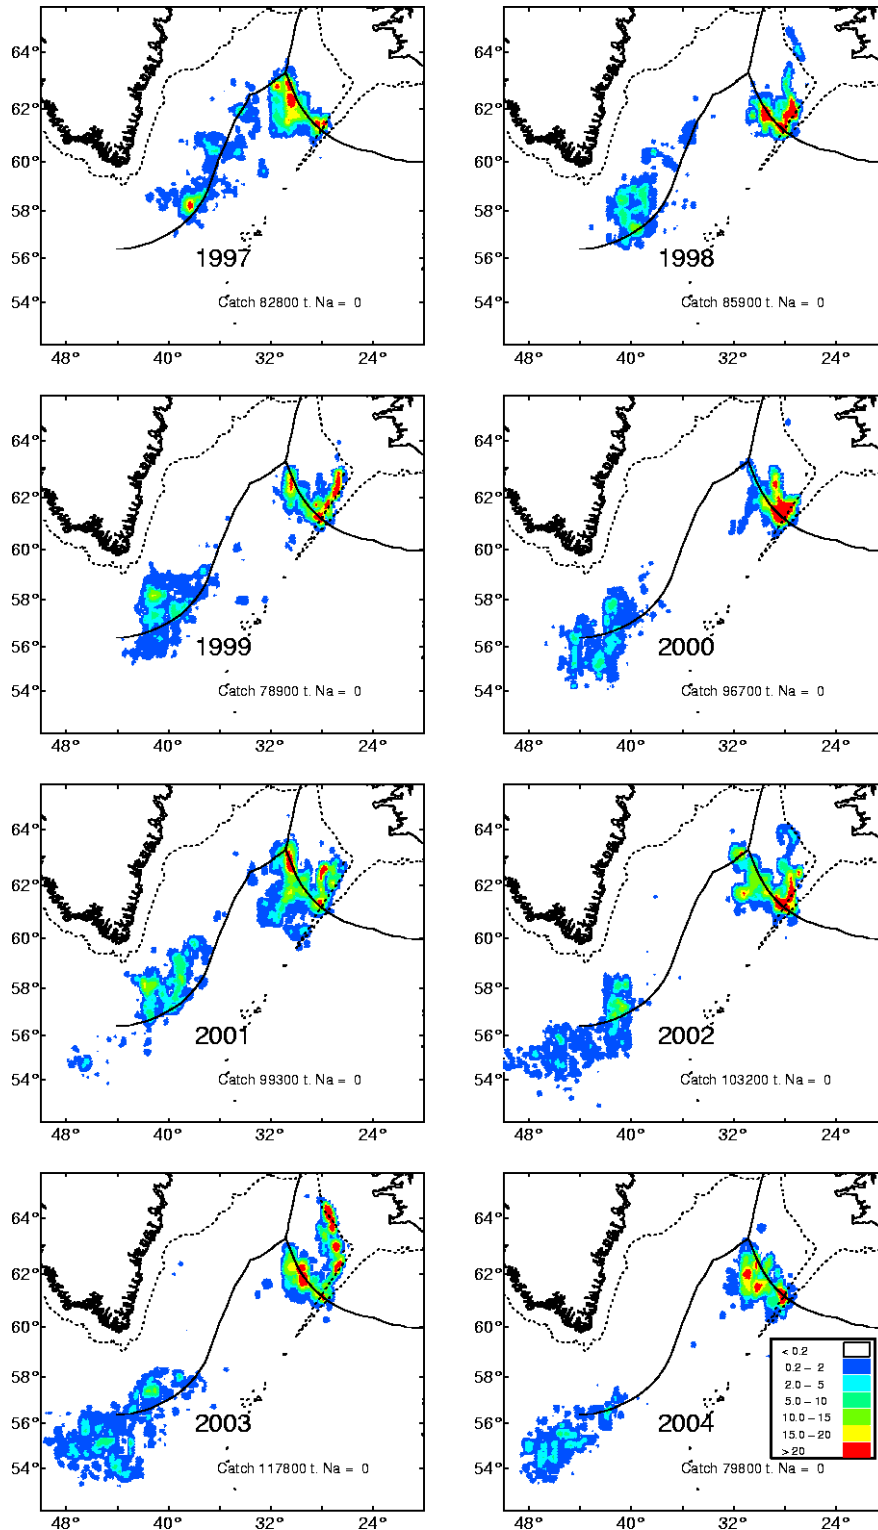 64° 64°
62° 62°
60° 60°
58° 58°
56° 1997 56° 1998
54° Catch 82800 t. Na = 0 54° Catch 85900 t. Na = 0
48° 40° 32° 24° 48° 40° 32° 24°
64° 64°
62° 62°
60° 60°
58° 58°
56° 1999 56° 2000
54° Catch 78900 t. Na = 0 54° Catch 96700 t. Na = 0
48° 40° 32° 24° 48° 40° 32° 24°
64° 64°
62° 62°
60° 60°
58° 58°
56° 2001 56° 2002
54° Catch 99300 t. Na = 0 54° Catch 103200 t. Na = 0
48° 40° 32° 24° 48° 40° 32° 24°
64° 64°
62° 62°
60° 60°
58° 58°
56° 2003 56° 2004
54° Catch 117800 t. Na = 0 54° Catch 79800 t. Na = 0
48° 40° 32° 24° 48° 40° 32° 24°
< 0.2
0.2 – 2
2.0 – 5
5.0 – 10
10.0 – 15
15.0 – 20
> 20